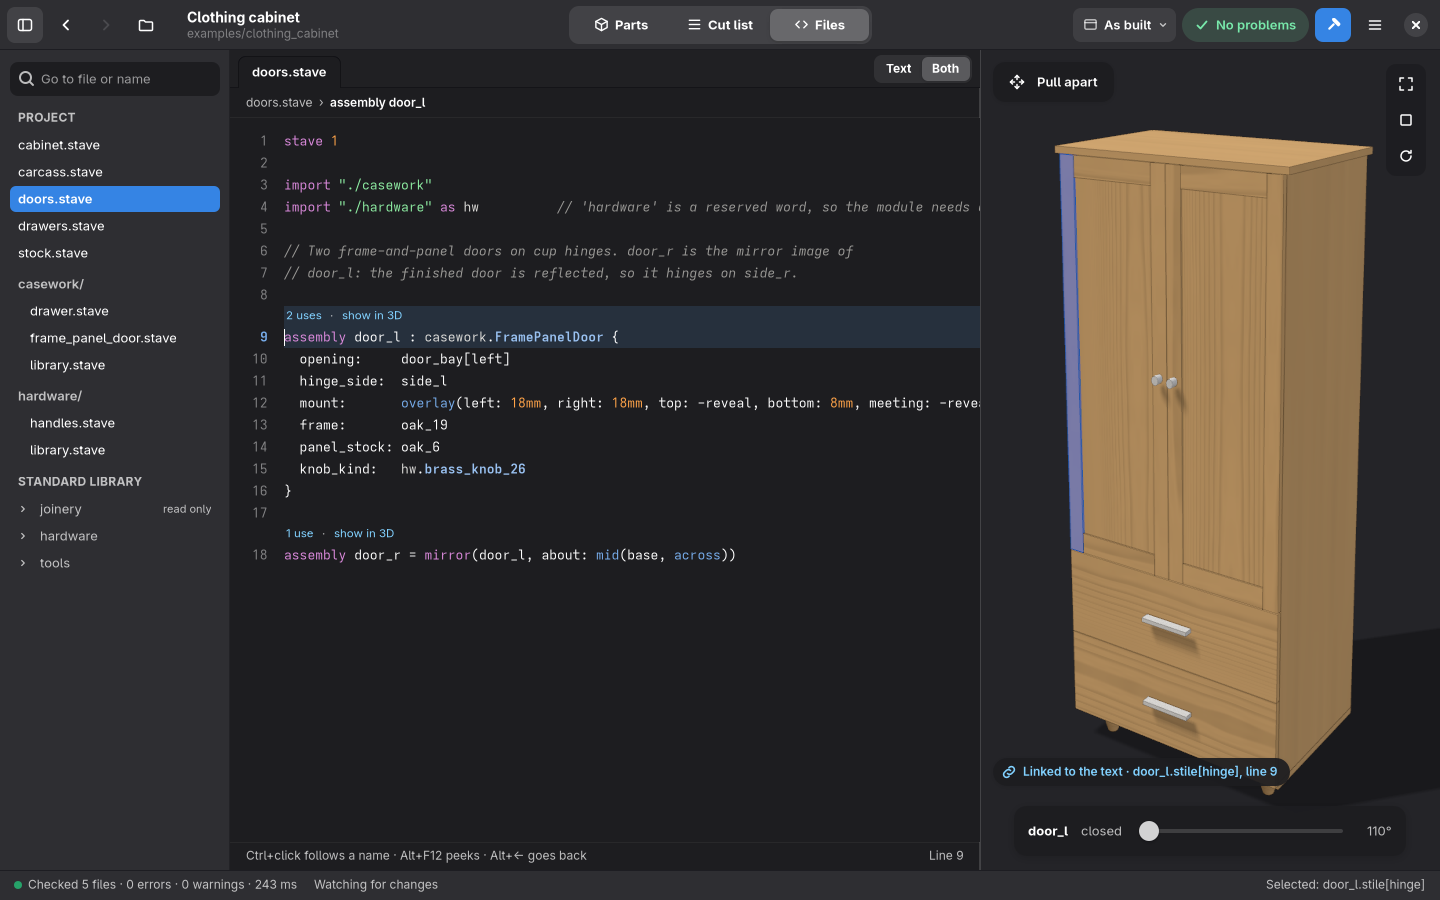 Clothing cabinet
examples/clothing_cabinet
Parts
Cut list
Files
As built
No problems
Go to file or name
PROJECT
cabinet.stave
carcass.stave
doors.stave
drawers.stave
stock.stave
casework/
drawer.stave
frame_panel_door.stave
library.stave
hardware/
handles.stave
library.stave
STANDARD LIBRARY
joinery read only
hardware
tools
doors.stave
Text
Both
doors.stave › assembly door_l
1 stave 1
2
3 import "./casework"
4 import "./hardware" as hw // 'hardware' is a reserved word, so the module needs
5
6 // Two frame-and-panel doors on cup hinges. door_r is the mirror image of
7 // door_l: the finished door is reflected, so it hinges on side_r.
8
2 uses · show in 3D
9 assembly door_l : casework.FramePanelDoor {
10 opening: door_bay[left]
11 hinge_side: side_l
12 mount: overlay(left: 18mm, right: 18mm, top: -reveal, bottom: 8mm, meeting: -revea
13 frame: oak_19
14 panel_stock: oak_6
15 knob_kind: hw.brass_knob_26
16 }
17
1 use · show in 3D
18 assembly door_r = mirror(door_l, about: mid(base, across))
Ctrl+click follows a name · Alt+F12 peeks · Alt+← goes back
Line 9
Pull apart
Linked to the text · door_l.stile[hinge], line 9
door_l closed 110°
Checked 5 files · 0 errors · 0 warnings · 243 ms
Watching for changes
Selected: door_l.stile[hinge]